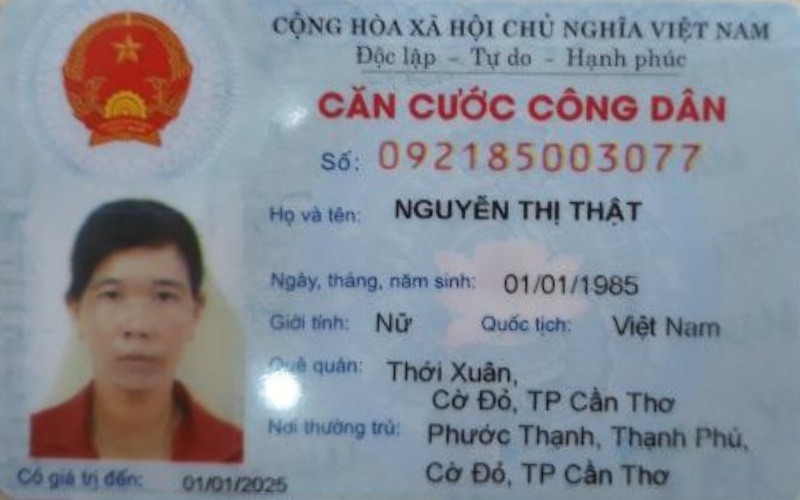 CỘNG HÒA XÃ HỘI CHỦ NGHĨA VIỆT NAM
Độc lập - Tự do - Hạnh phúc
CĂN CƯỚC CÔNG DÂN
Số: 092185003077
Họ và tên: NGUYỄN THỊ THẬT
Ngày, tháng, năm sinh: 01/01/1985
Giới tính: Nữ Quốc tịch: Việt Nam
Quê quán: Thới Xuân,
Cờ Đỏ, TP Cần Thơ
Nơi thường trú: Phước Thạnh, Thạnh Phú,
Cờ Đỏ, TP Cần Thơ
Có giá trị đến: 01/01/2025